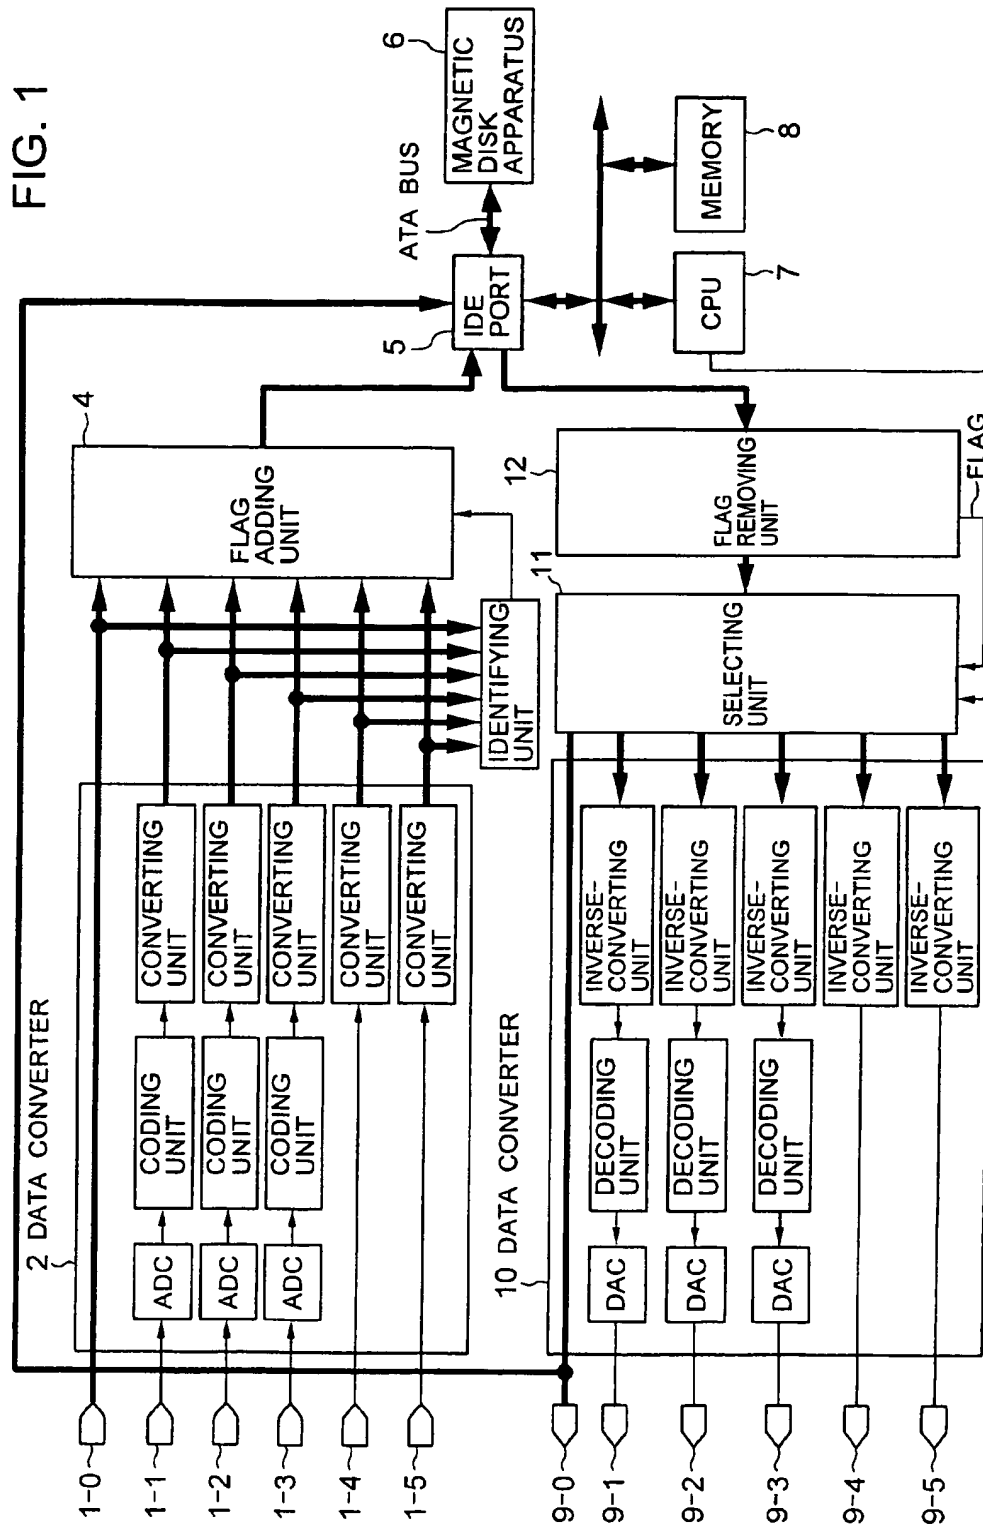 FIG. 1
2 DATA CONVERTER
1-0
1-1
1-2
1-3
1-4
1-5
ADC
ADC
ADC
CODING
UNIT
CODING
UNIT
CODING
UNIT
CONVERTING
UNIT
CONVERTING
UNIT
CONVERTING
UNIT
CONVERTING
UNIT
CONVERTING
UNIT
IDENTIFYING
UNIT
4
FLAG
ADDING
UNIT
5
IDE
PORT
ATA BUS
6
MAGNETIC
DISK
APPARATUS
MEMORY
8
CPU
7
12
FLAG
REMOVING
UNIT
FLAG
11
SELECTING
UNIT
10 DATA CONVERTER
INVERSE-
CONVERTING
UNIT
INVERSE-
CONVERTING
UNIT
INVERSE-
CONVERTING
UNIT
INVERSE-
CONVERTING
UNIT
INVERSE-
CONVERTING
UNIT
DECODING
UNIT
DECODING
UNIT
DECODING
UNIT
DAC
DAC
DAC
9-0
9-1
9-2
9-3
9-4
9-5